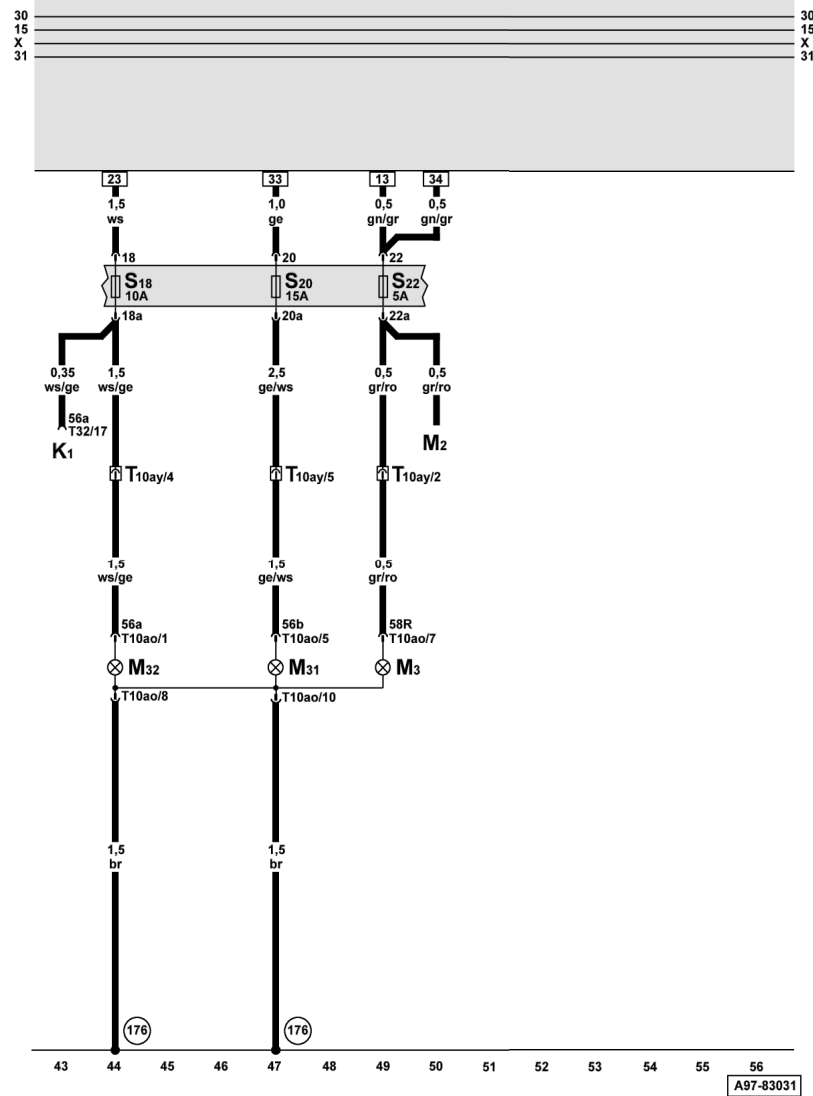 30 30
15 15
X X
31 31
23 33 13 34
1,5 1,0 0,5 0,5
ws ge gn/gr gn/gr
18 20 22
S18 S20 S22
10A 15A 5A
18a 20a 22a
0,35 1,5 2,5 0,5 0,5
ws/ge ws/ge ge/ws gr/ro gr/ro
56a
T32/17
K1 M2
T10ay/4 T10ay/5 T10ay/2
1,5 1,5 0,5
ws/ge ge/ws gr/ro
56a 56b 58R
T10ao/1 T10ao/5 T10ao/7
M32 M31 M3
T10ao/8 T10ao/10
1,5 1,5
br br
176 176
43 44 45 46 47 48 49 50 51 52 53 54 55 56
A97-83031